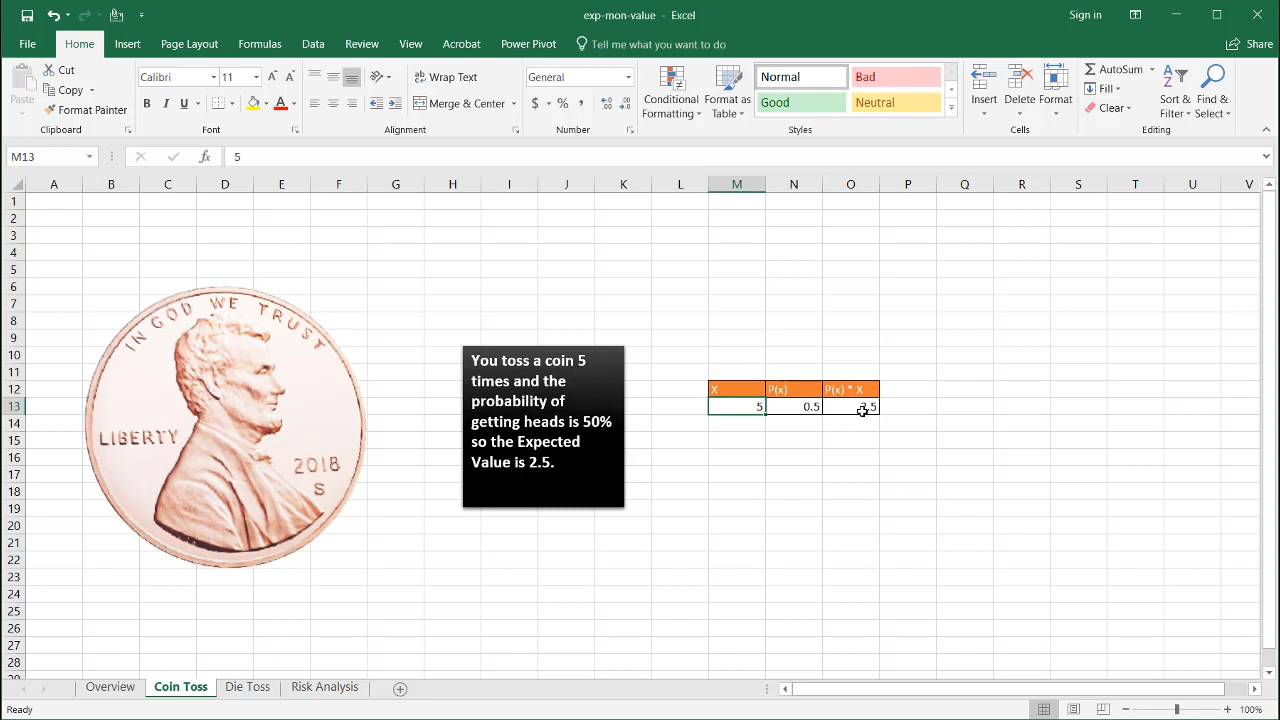 exp-mon-value - Excel
Sign in
File Home Insert Draw Page Layout Formulas Data Review View Acrobat Power Pivot Tell me what you want to do Share
Paste
Cut
Copy
Format Painter
Clipboard
Calibri 11
B I U
Font
Wrap Text
Merge & Center
Alignment
General
$ % ,
Number
Conditional Formatting
Format as Table
Normal Bad
Good Neutral
Styles
Insert Delete Format
Cells
AutoSum
Fill
Clear
Sort & Filter
Find & Select
Editing
M13 fx 5
A B C D E F G H I J K L M N O P Q R S T U V
1
2
3
4
5
6
7
8
9
10
11
12
13
14
15
16
17
18
19
20
21
22
23
24
25
26
27
28
IN GOD WE TRUST
LIBERTY
2018
S
You toss a coin 5
times and the
probability of
getting heads is 50%
so the Expected
Value is 2.5.
X P(x) P(x) * X
5 0.5 2.5
Overview Coin Toss Die Toss Risk Analysis
Ready
100%